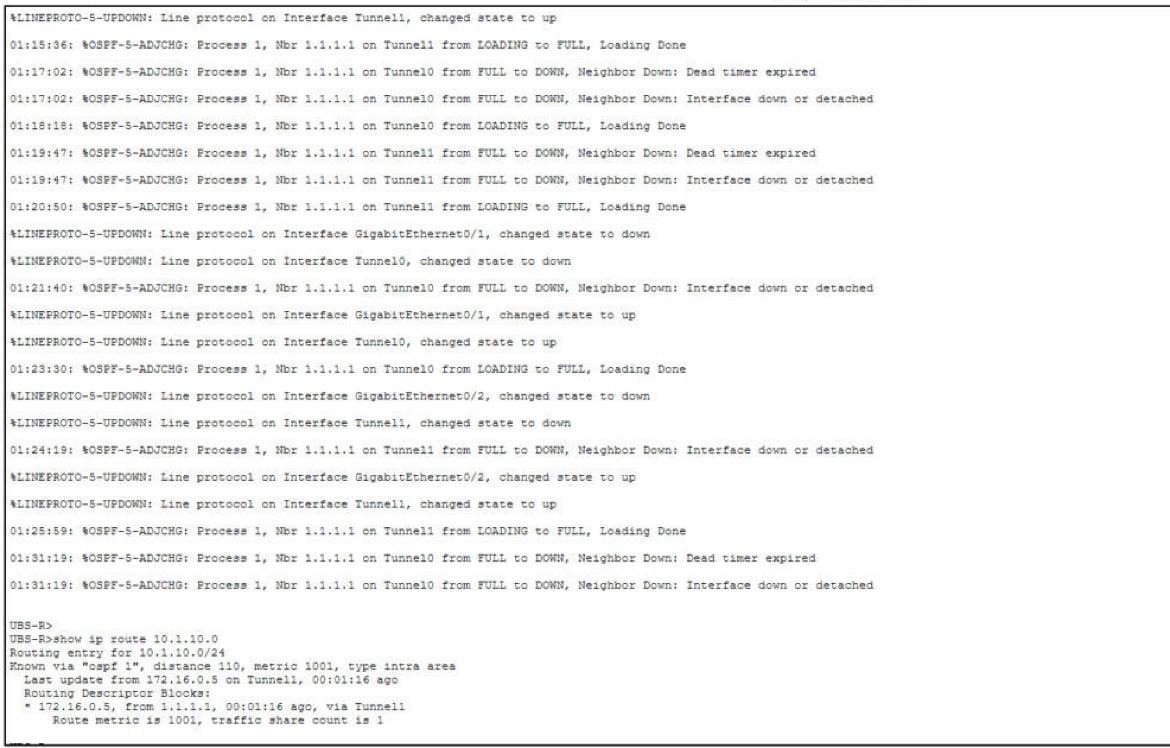 %LINEPROTO-5-UPDOWN: Line protocol on Interface Tunnel1, changed state to up
01:15:36: %OSPF-5-ADJCHG: Process 1, Nbr 1.1.1.1 on Tunnel1 from LOADING to FULL, Loading Done
01:17:02: %OSPF-5-ADJCHG: Process 1, Nbr 1.1.1.1 on Tunnel0 from FULL to DOWN, Neighbor Down: Dead timer expired
01:17:02: %OSPF-5-ADJCHG: Process 1, Nbr 1.1.1.1 on Tunnel0 from FULL to DOWN, Neighbor Down: Interface down or detached
01:18:18: %OSPF-5-ADJCHG: Process 1, Nbr 1.1.1.1 on Tunnel0 from LOADING to FULL, Loading Done
01:19:47: %OSPF-5-ADJCHG: Process 1, Nbr 1.1.1.1 on Tunnel1 from FULL to DOWN, Neighbor Down: Dead timer expired
01:19:47: %OSPF-5-ADJCHG: Process 1, Nbr 1.1.1.1 on Tunnel1 from FULL to DOWN, Neighbor Down: Interface down or detached
01:20:50: %OSPF-5-ADJCHG: Process 1, Nbr 1.1.1.1 on Tunnel1 from LOADING to FULL, Loading Done
%LINEPROTO-5-UPDOWN: Line protocol on Interface GigabitEthernet0/1, changed state to down
%LINEPROTO-5-UPDOWN: Line protocol on Interface Tunnel0, changed state to down
01:21:40: %OSPF-5-ADJCHG: Process 1, Nbr 1.1.1.1 on Tunnel0 from FULL to DOWN, Neighbor Down: Interface down or detached
%LINEPROTO-5-UPDOWN: Line protocol on Interface GigabitEthernet0/1, changed state to up
%LINEPROTO-5-UPDOWN: Line protocol on Interface Tunnel0, changed state to up
01:23:30: %OSPF-5-ADJCHG: Process 1, Nbr 1.1.1.1 on Tunnel0 from LOADING to FULL, Loading Done
%LINEPROTO-5-UPDOWN: Line protocol on Interface GigabitEthernet0/2, changed state to down
%LINEPROTO-5-UPDOWN: Line protocol on Interface Tunnel1, changed state to down
01:24:19: %OSPF-5-ADJCHG: Process 1, Nbr 1.1.1.1 on Tunnel1 from FULL to DOWN, Neighbor Down: Interface down or detached
%LINEPROTO-5-UPDOWN: Line protocol on Interface GigabitEthernet0/2, changed state to up
%LINEPROTO-5-UPDOWN: Line protocol on Interface Tunnel1, changed state to up
01:25:59: %OSPF-5-ADJCHG: Process 1, Nbr 1.1.1.1 on Tunnel1 from LOADING to FULL, Loading Done
01:31:19: %OSPF-5-ADJCHG: Process 1, Nbr 1.1.1.1 on Tunnel0 from FULL to DOWN, Neighbor Down: Dead timer expired
01:31:19: %OSPF-5-ADJCHG: Process 1, Nbr 1.1.1.1 on Tunnel0 from FULL to DOWN, Neighbor Down: Interface down or detached
UBS-R>
UBS-R>show ip route 10.1.10.0
Routing entry for 10.1.10.0/24
Known via "ospf 1", distance 110, metric 1001, type intra area
Last update from 172.16.0.5 on Tunnel1, 00:01:16 ago
Routing Descriptor Blocks:
* 172.16.0.5, from 1.1.1.1, 00:01:16 ago, via Tunnel1
Route metric is 1001, traffic share count is 1